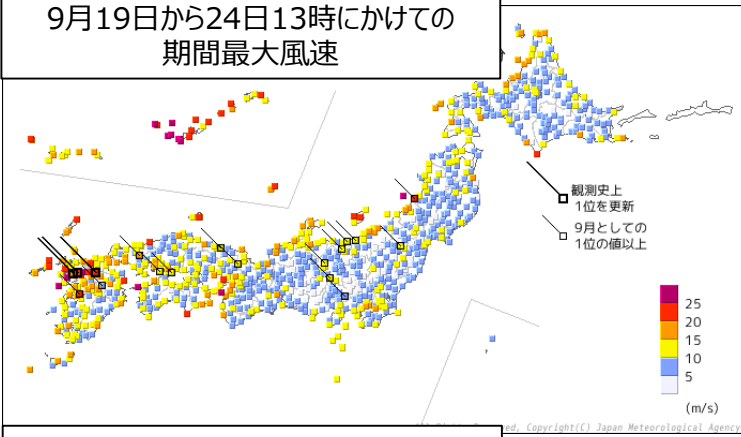 9月19日から24日13時にかけての
期間最大風速
観測史上
1位を更新
9月としての
1位の値以上
25
20
15
10
5
(m/s)
Copyright(C) Japan Meteorological Agency